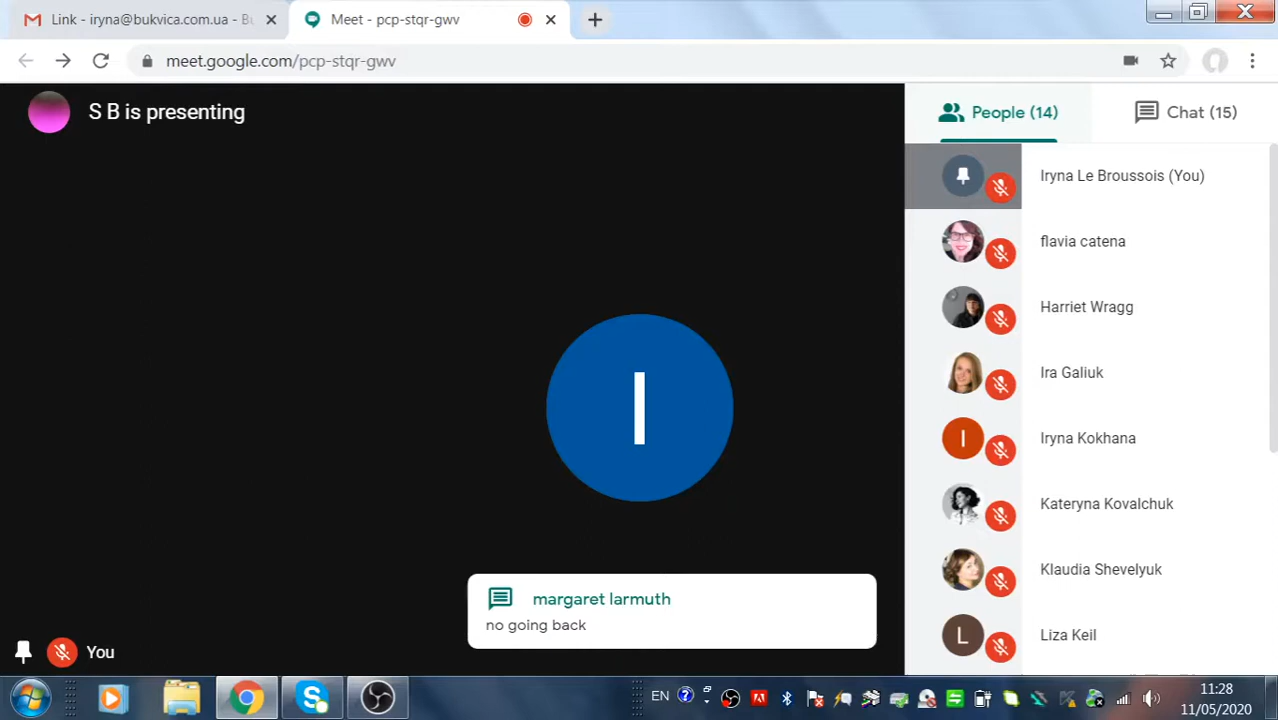 Link - iryna@bukvica.com.ua - Bu
Meet - pcp-stqr-gwv
meet.google.com/pcp-stqr-gwv
S B is presenting
People (14)
Chat (15)
Iryna Le Broussois (You)
flavia catena
Harriet Wragg
Ira Galiuk
I
Iryna Kokhana
Kateryna Kovalchuk
Klaudia Shevelyuk
L
Liza Keil
I
margaret larmuth
no going back
You
EN
11:28
11/05/2020